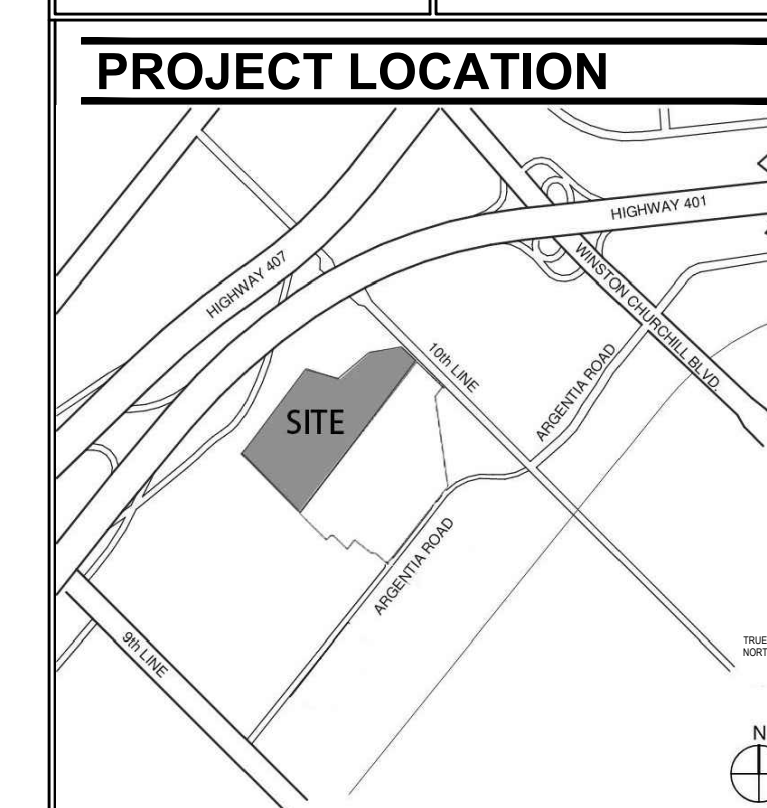 PROJECT LOCATION
HIGHWAY 401
HIGHWAY 407
WINSTON CHURCHILL BLVD.
10th LINE
ARGENTIA ROAD
SITE
ARGENTIA ROAD
9th LINE
TRUE
NORT
N